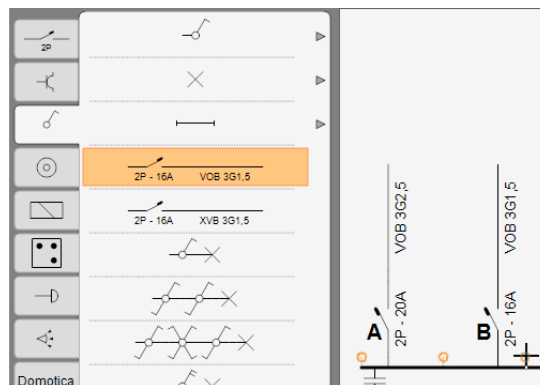 2P
2P - 16A VOB 3G1,5
2P - 16A XVB 3G1,5
Domotica
A
2P - 20A
VOB 3G2,5
B
2P - 16A
VOB 3G1,5